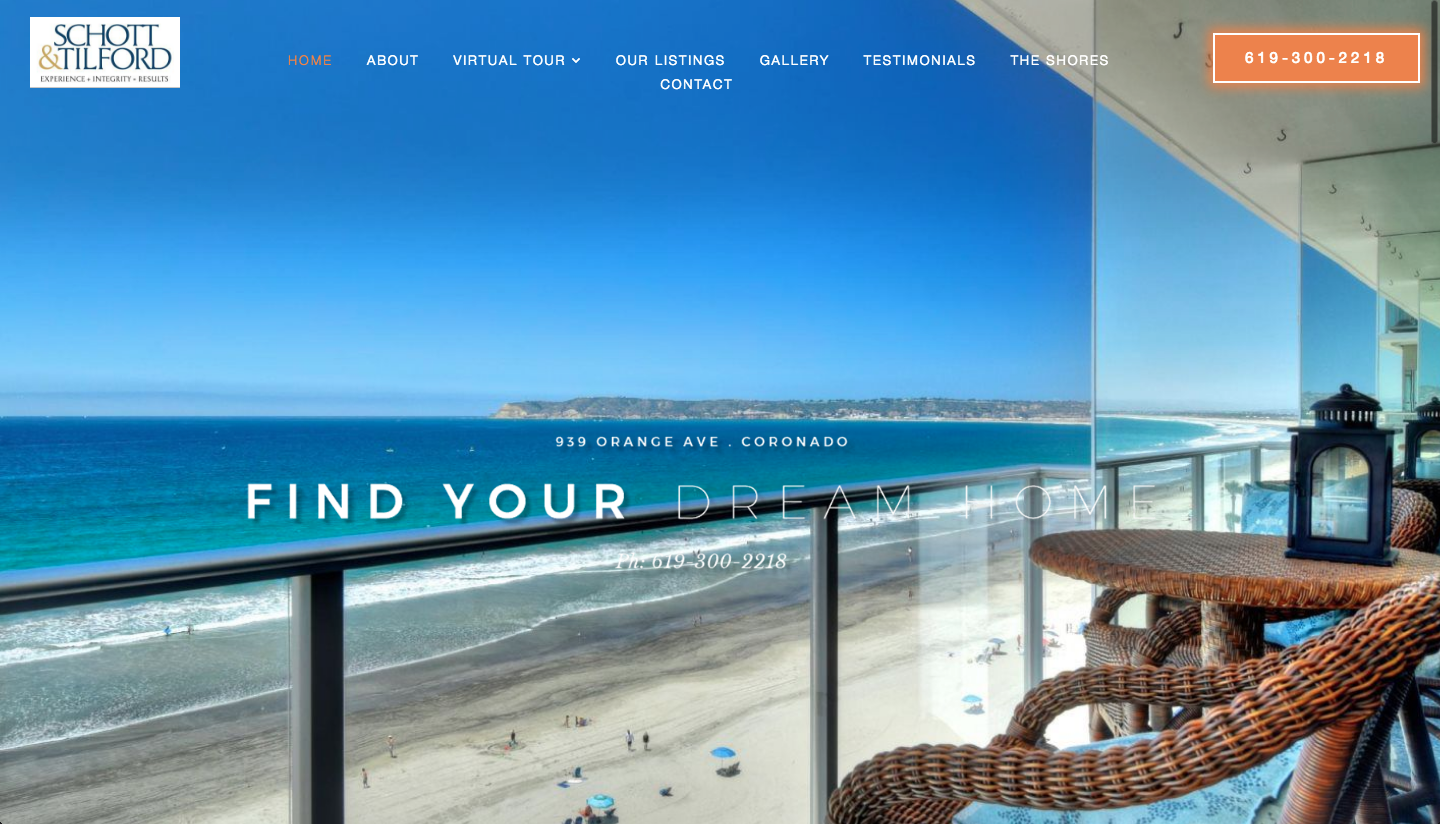 SCHOTT
&TILFORD
EXPERIENCE + INTEGRITY + RESULTS
HOME ABOUT VIRTUAL TOUR OUR LISTINGS GALLERY TESTIMONIALS THE SHORES
CONTACT
619-300-2218
939 ORANGE AVE . CORONADO
FIND YOUR DREAM HOME
Ph: 619-300-2218